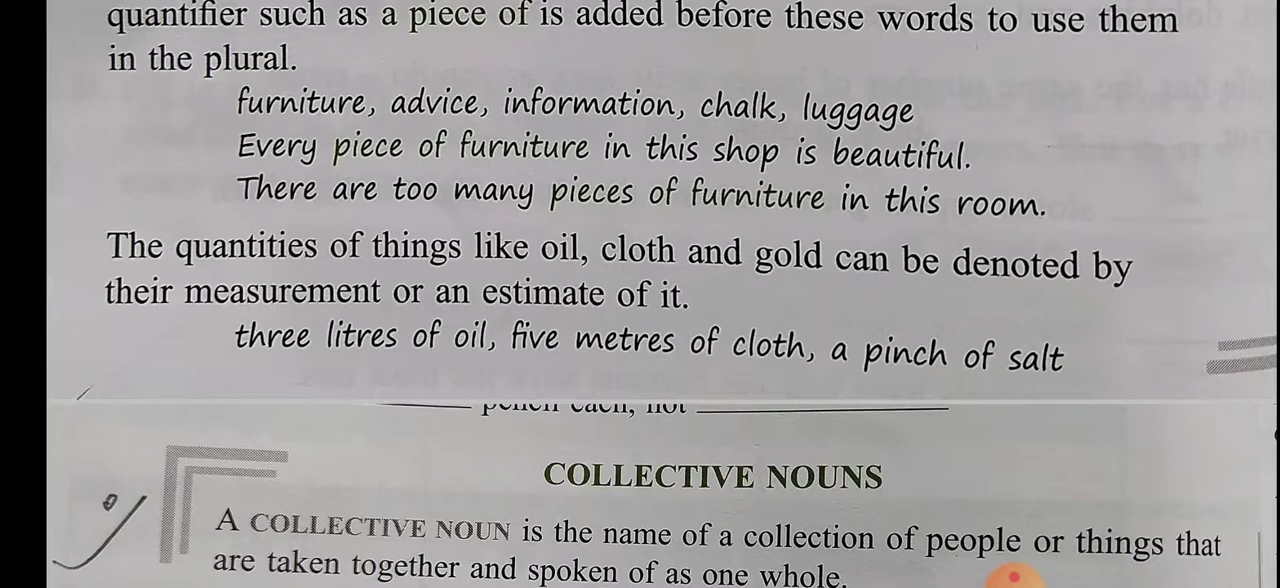 quantifier such as a piece of is added before these words to use them
in the plural.
furniture, advice, information, chalk, luggage
Every piece of furniture in this shop is beautiful.
There are too many pieces of furniture in this room.
The quantities of things like oil, cloth and gold can be denoted by
their measurement or an estimate of it.
three litres of oil, five metres of cloth, a pinch of salt
COLLECTIVE NOUNS
A COLLECTIVE NOUN is the name of a collection of people or things that
are taken together and spoken of as one whole.